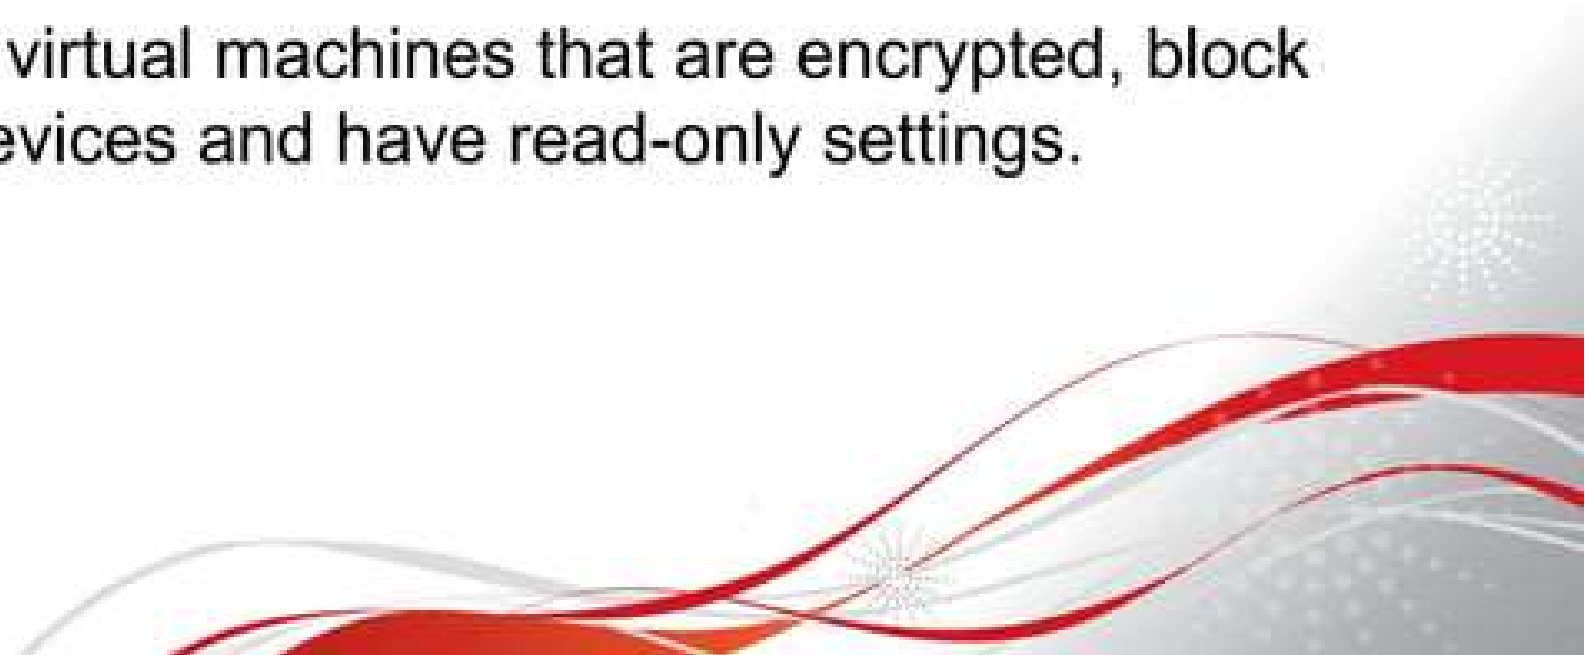 virtual machines that are encrypted, block
evices and have read-only settings.